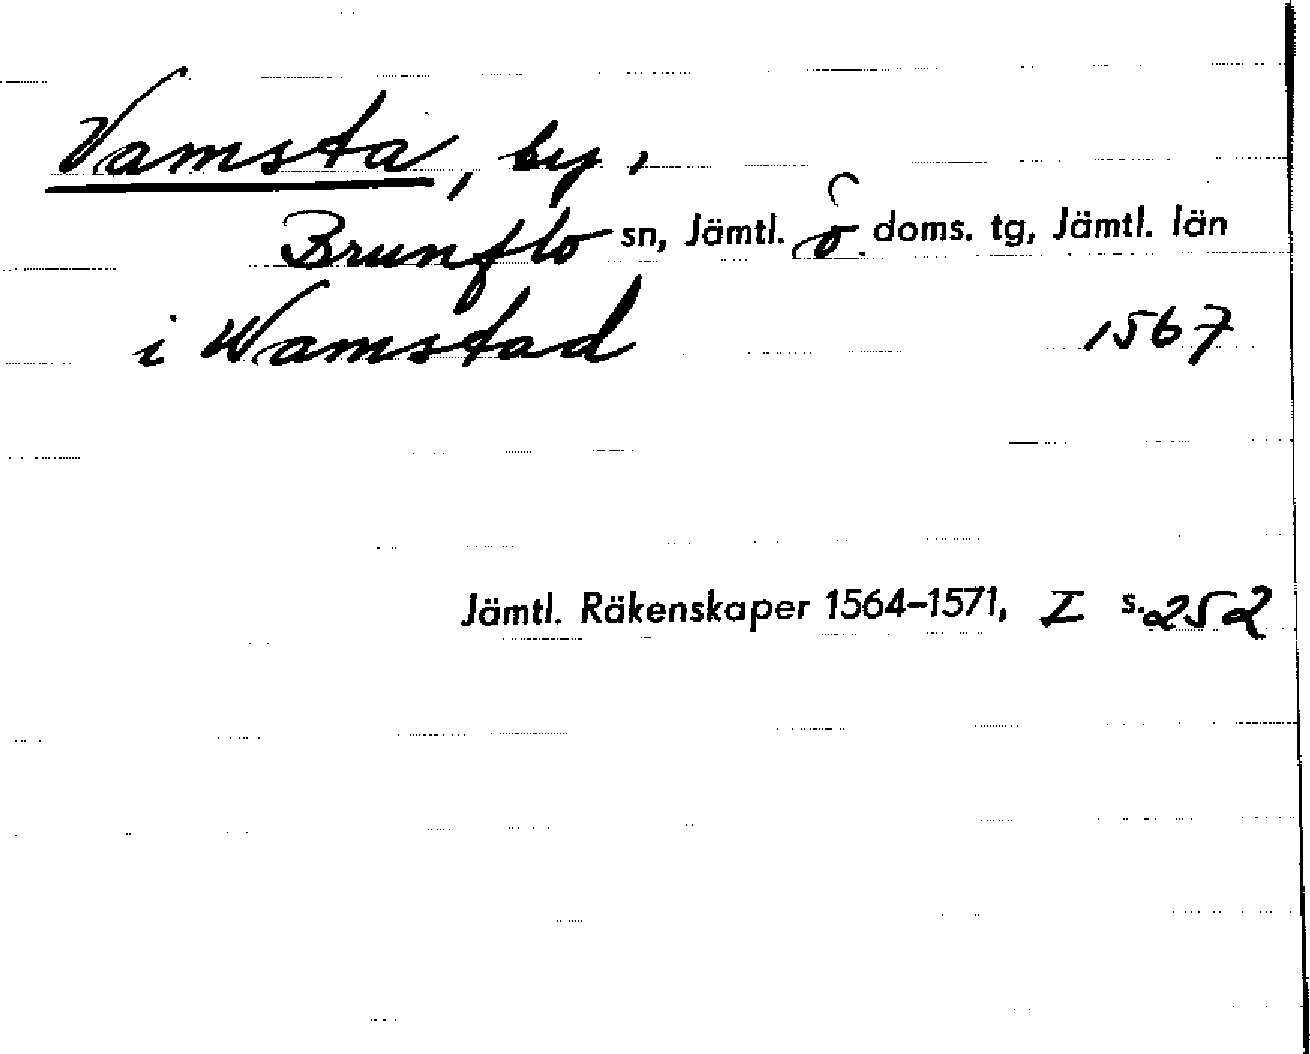 Vamsta, by,
Brunflo sn, Jämtl. ö. doms. tg, Jämtl. län
i Wamstad 1567
Jämtl. Räkenskaper 1564–1571, I s. 252